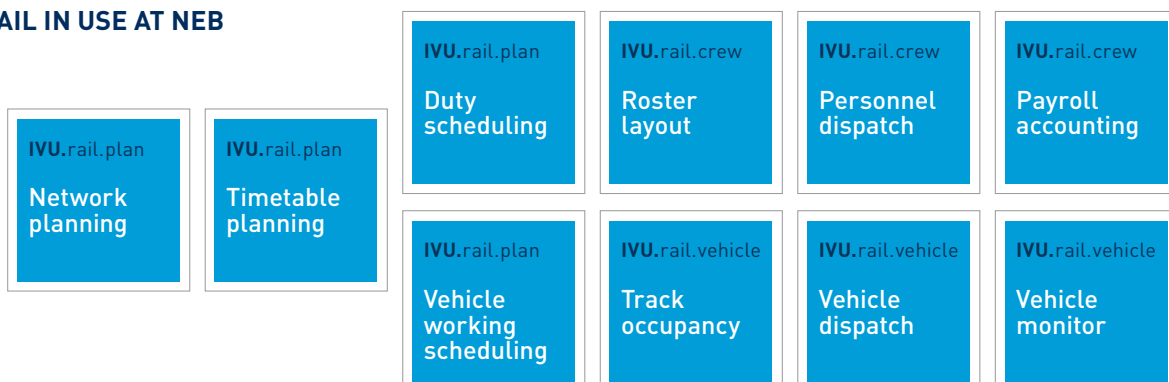 AIL IN USE AT NEB
IVU.rail.plan
Network
planning
IVU.rail.plan
Timetable
planning
IVU.rail.plan
Duty
scheduling
IVU.rail.crew
Roster
layout
IVU.rail.crew
Personnel
dispatch
IVU.rail.crew
Payroll
accounting
IVU.rail.plan
Vehicle
working
scheduling
IVU.rail.vehicle
Track
occupancy
IVU.rail.vehicle
Vehicle
dispatch
IVU.rail.vehicle
Vehicle
monitor